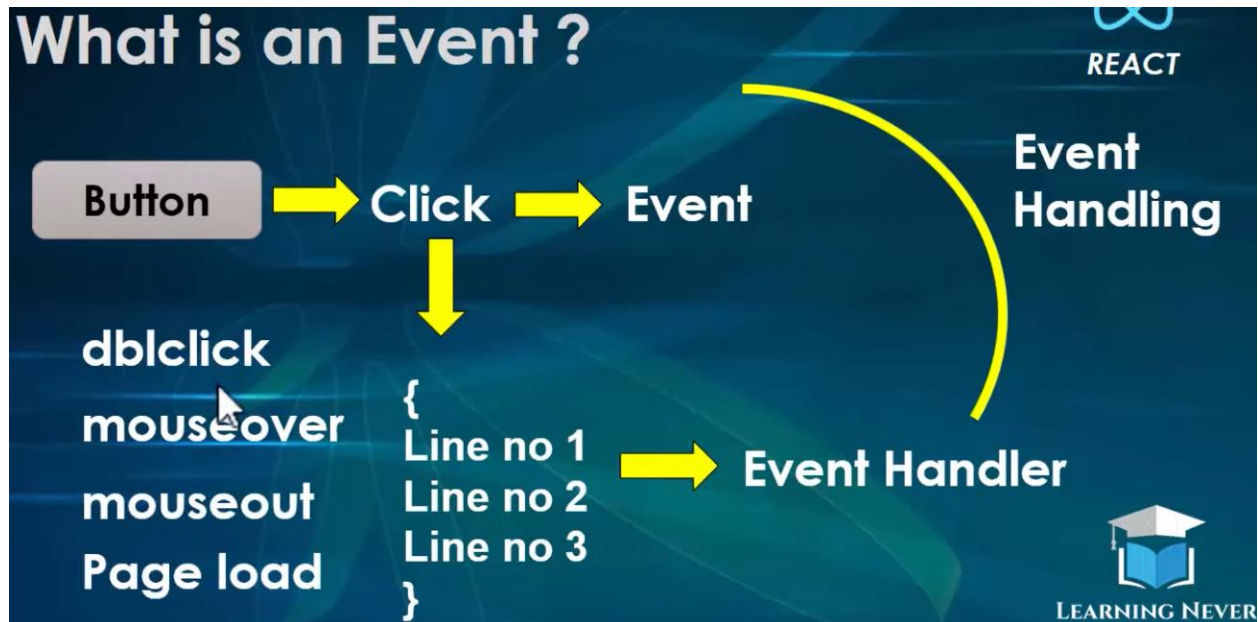 What is an Event ?
REACT
Event
Handling
Button
Click
Event
dblclick
mouseover
mouseout
Page load
{
Line no 1
Line no 2
Line no 3
}
Event Handler
LEARNING NEVER